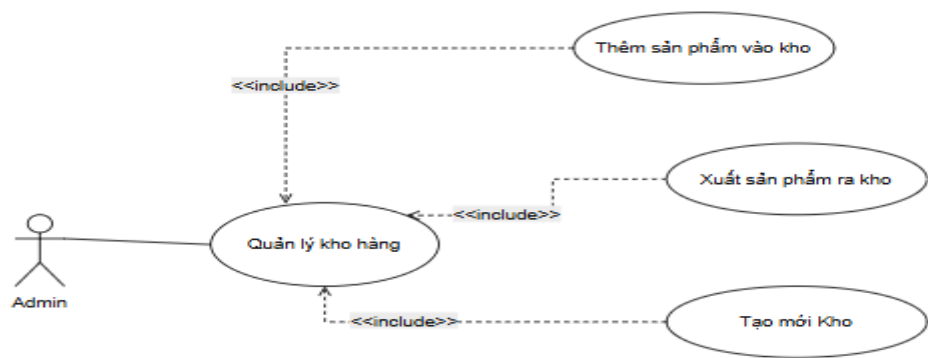 Thêm sản phẩm vào kho
<<include>>
Xuất sản phẩm ra kho
<<include>>
Quản lý kho hàng
Admin
<<include>>
Tạo mới Kho